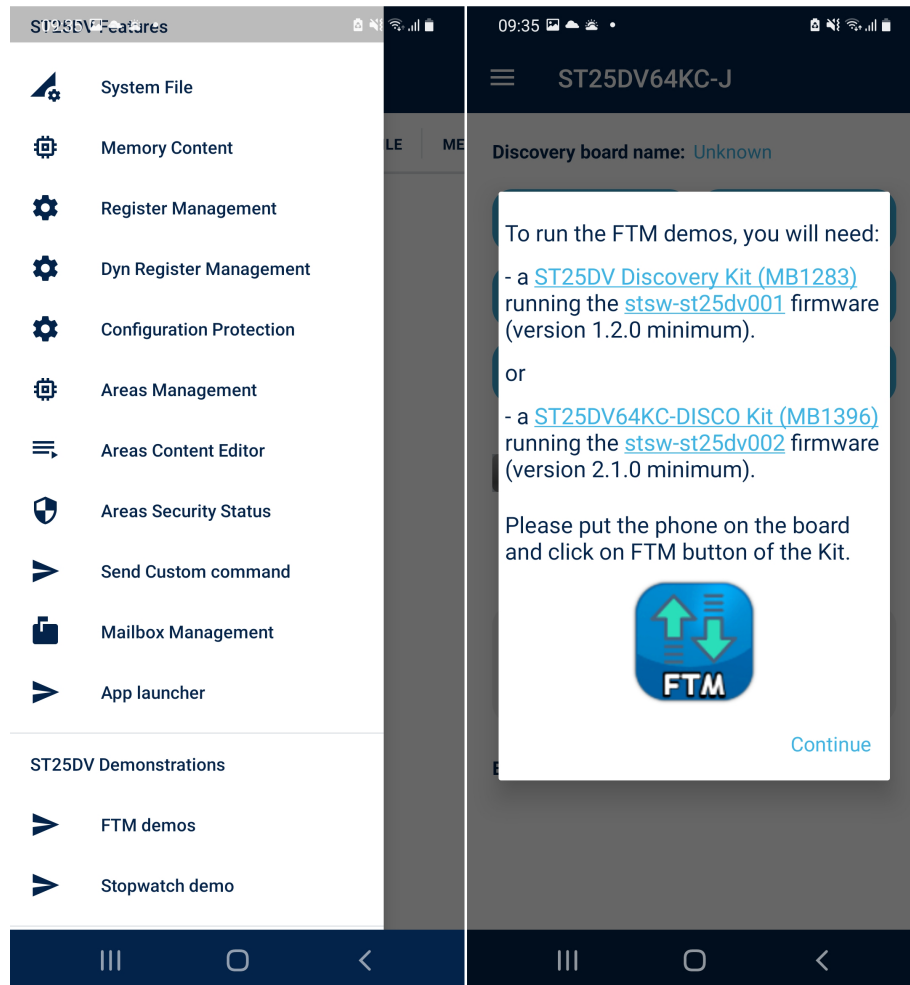 09:35
ST25DV Features
System File
Memory Content
Register Management
Dyn Register Management
Configuration Protection
Areas Management
Areas Content Editor
Areas Security Status
Send Custom command
Mailbox Management
App launcher
ST25DV Demonstrations
FTM demos
Stopwatch demo
LE
ME
09:35
ST25DV64KC-J
Discovery board name: Unknown
To run the FTM demos, you will need:
- a ST25DV Discovery Kit (MB1283)
running the stsw-st25dv001 firmware
(version 1.2.0 minimum).
or
- a ST25DV64KC-DISCO Kit (MB1396)
running the stsw-st25dv002 firmware
(version 2.1.0 minimum).
Please put the phone on the board
and click on FTM button of the Kit.
FTM
Continue